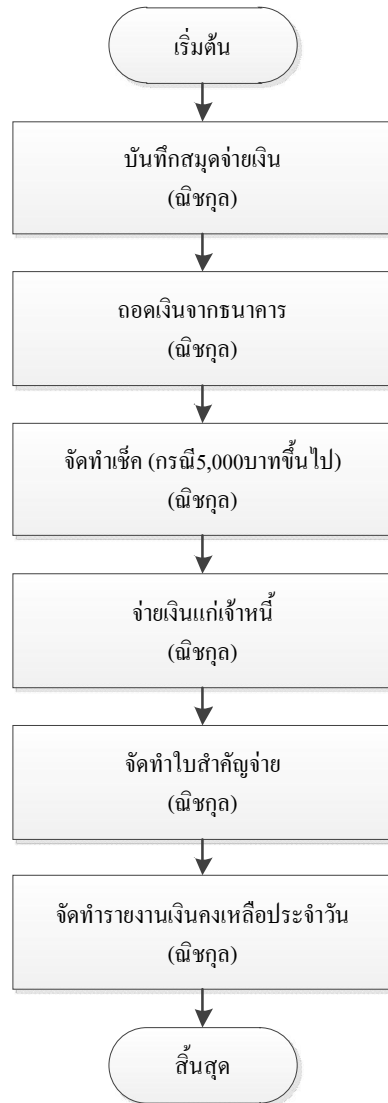 เริ่มต้น
บันทึกสมุดจ่ายเงิน
(ณิชกุล)
ถอดเงินจากธนาคาร
(ณิชกุล)
จัดทำเช็ค (กรณี5,000บาทขึ้นไป)
(ณิชกุล)
จ่ายเงินแก่เจ้าหนี้
(ณิชกุล)
จัดทำใบสำคัญจ่าย
(ณิชกุล)
จัดทำรายงานเงินคงเหลือประจำวัน
(ณิชกุล)
สิ้นสุด